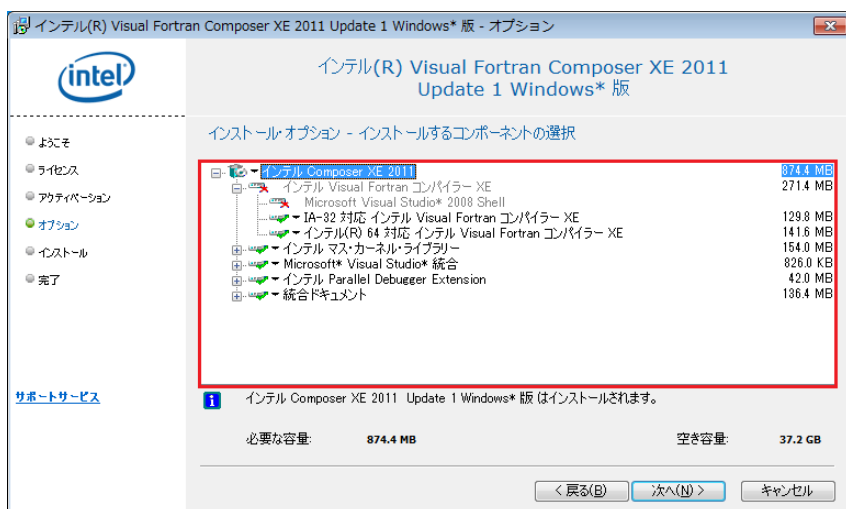 インテル(R) Visual Fortran Composer XE 2011 Update 1 Windows* 版 - オプション
intel
インテル(R) Visual Fortran Composer XE 2011
Update 1 Windows* 版
ようこそ
ライセンス
アクティベーション
オプション
インストール
完了
サポートサービス
インストール・オプション - インストールするコンポーネントの選択
インテル Composer XE 2011 874.4 MB
インテル Visual Fortran コンパイラー XE 271.4 MB
Microsoft Visual Studio* 2008 Shell
IA-32 対応 インテル Visual Fortran コンパイラー XE 129.8 MB
インテル(R) 64 対応 インテル Visual Fortran コンパイラー XE 141.6 MB
インテル マス・カーネル・ライブラリー 154.0 MB
Microsoft* Visual Studio* 統合 826.0 KB
インテル Parallel Debugger Extension 42.0 MB
統合ドキュメント 136.4 MB
インテル Composer XE 2011 Update 1 Windows* 版 はインストールされます。
必要な容量: 874.4 MB 空き容量: 37.2 GB
< 戻る(B) 次へ(N) > キャンセル